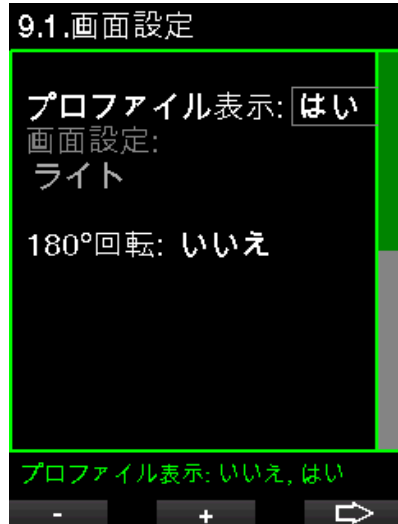 9.1.画面設定
プロファイル表示: はい
画面設定:
ライト
180°回転: いいえ
プロファイル表示: いいえ, はい
- + ⇨